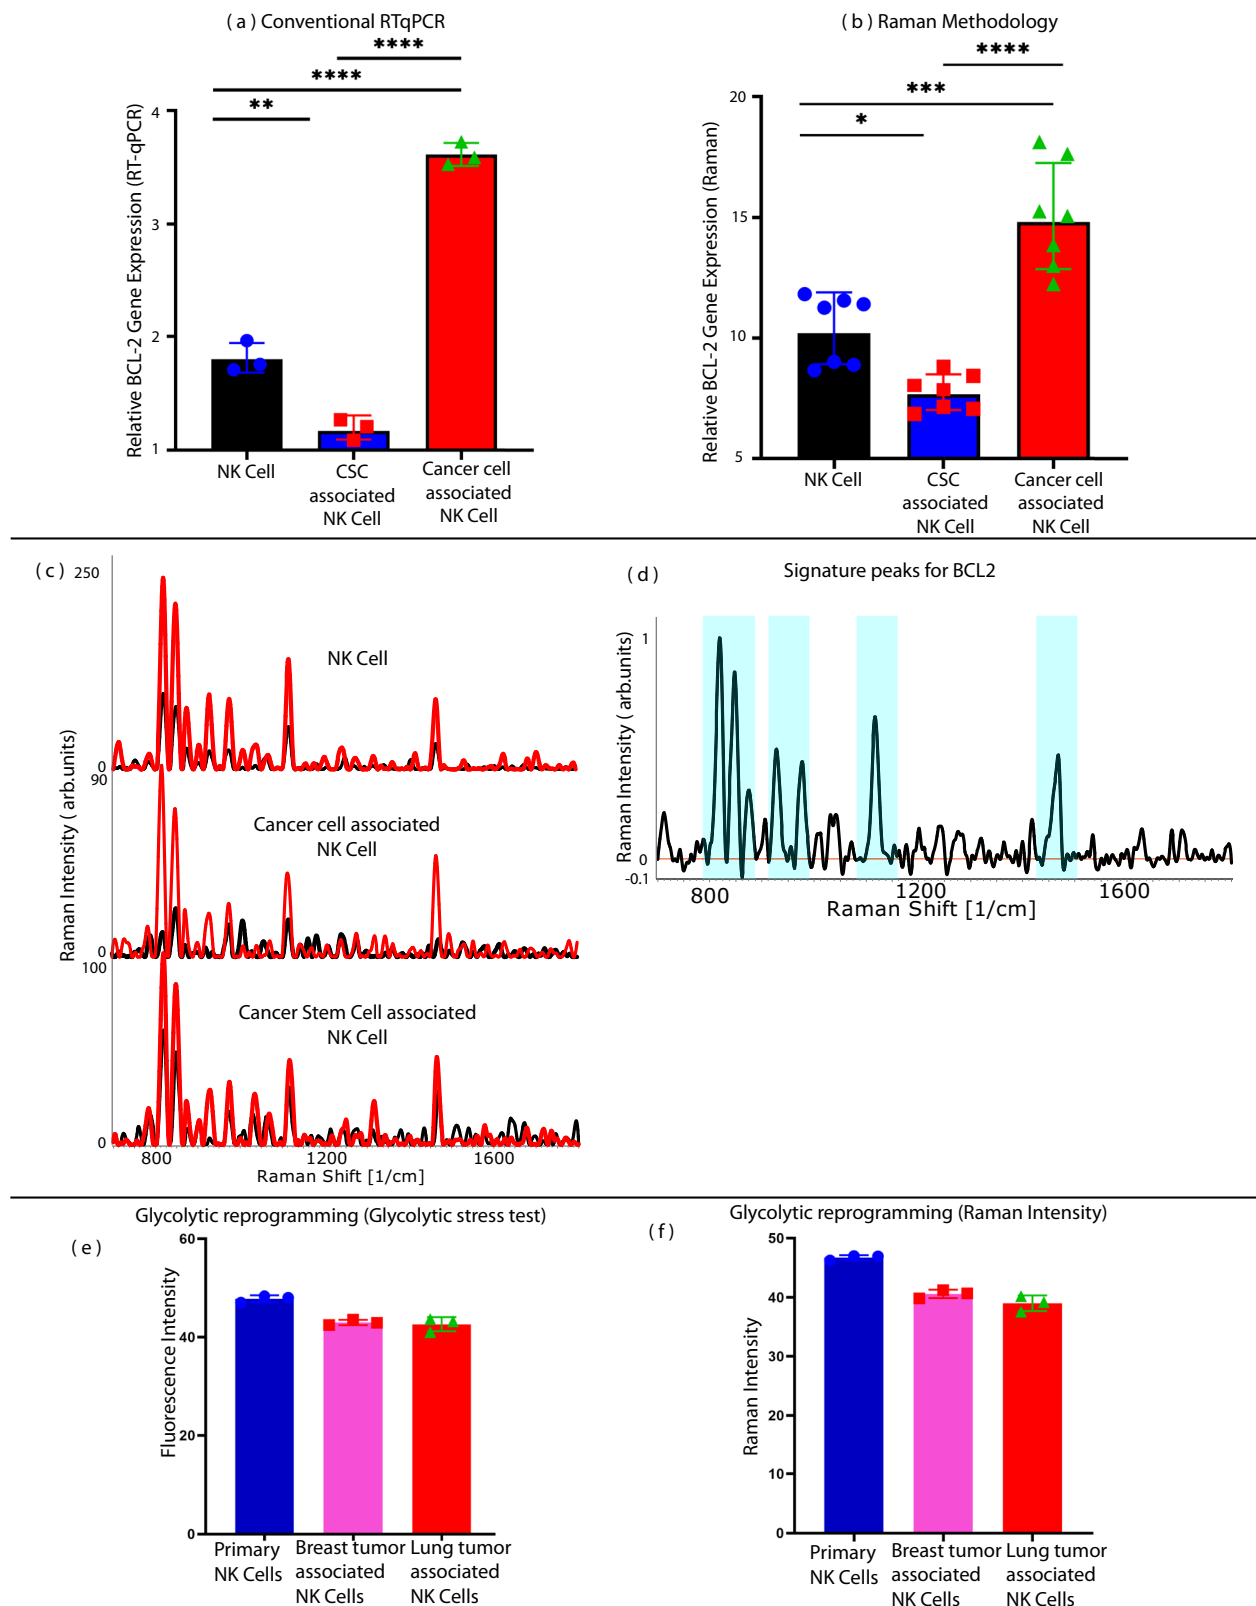 ( a ) Conventional RTqPCR
****
****
**
Relative BCL-2 Gene Expression (RT-qPCR)
4
3
2
1
NK Cell
CSC
associated
NK Cell
Cancer cell
associated
NK Cell
( b ) Raman Methodology
****
***
*
Relative BCL-2 Gene Expression (Raman)
20
15
10
5
NK Cell
CSC
associated
NK Cell
Cancer cell
associated
NK Cell
( c )
250
NK Cell
0
90
Raman Intensity ( arb.units)
Cancer cell associated
NK Cell
0
100
Cancer Stem Cell associated
NK Cell
0
800 1200 1600
Raman Shift [1/cm]
( d )
Signature peaks for BCL2
Raman Intensity ( arb.units)
1
0
-0.1
800 1200 1600
Raman Shift [1/cm]
Glycolytic reprogramming (Glycolytic stress test)
( e )
Fluorescence Intensity
60
40
20
0
Primary
NK Cells
Breast tumor
associated
NK Cells
Lung tumor
associated
NK Cells
Glycolytic reprogramming (Raman Intensity)
( f )
Raman Intensity
50
40
30
20
10
0
Primary
NK Cells
Breast tumor
associated
NK Cells
Lung tumor
associated
NK Cells